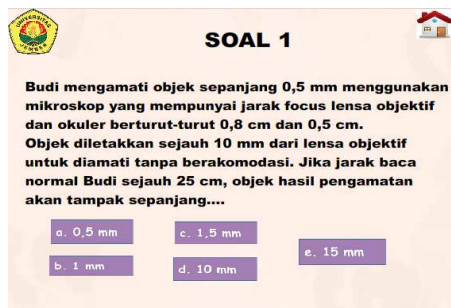 UNIVERSITAS
JEMBER
SOAL 1
Budi mengamati objek sepanjang 0,5 mm menggunakan
mikroskop yang mempunyai jarak focus lensa objektif
dan okuler berturut-turut 0,8 cm dan 0,5 cm.
Objek diletakkan sejauh 10 mm dari lensa objektif
untuk diamati tanpa berakomodasi. Jika jarak baca
normal Budi sejauh 25 cm, objek hasil pengamatan
akan tampak sepanjang....
a. 0,5 mm
c. 1,5 mm
e. 15 mm
b. 1 mm
d. 10 mm